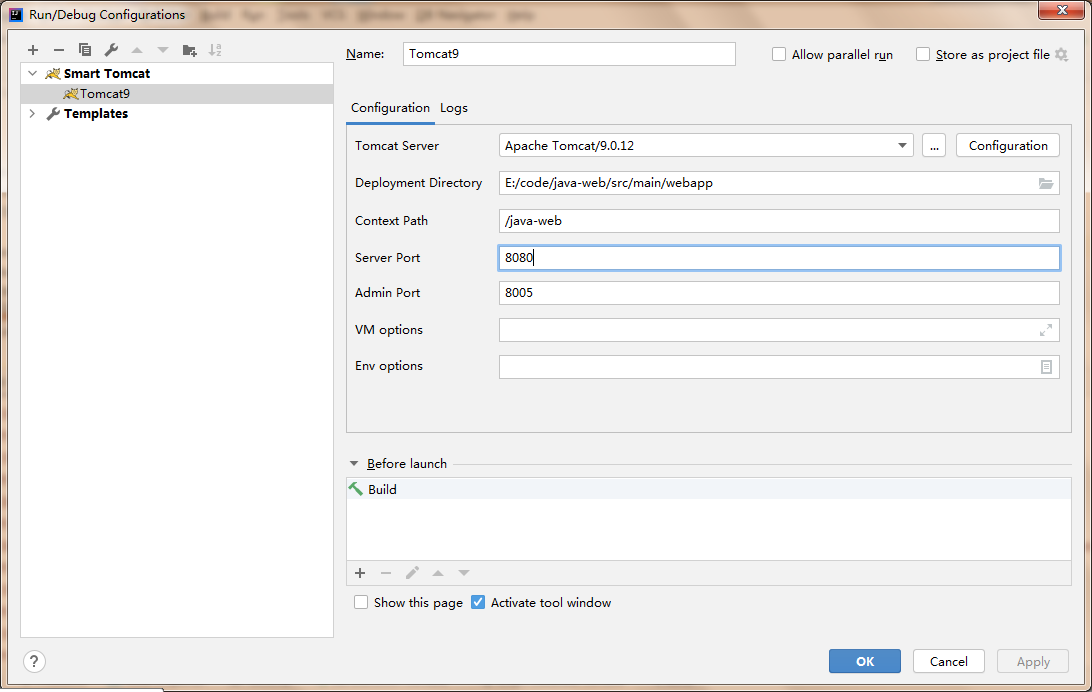 Run/Debug Configurations
Name: Tomcat9
Allow parallel run
Store as project file
Smart Tomcat
Tomcat9
Templates
Configuration Logs
Tomcat Server Apache Tomcat/9.0.12 ... Configuration
Deployment Directory E:/code/java-web/src/main/webapp
Context Path /java-web
Server Port 8080
Admin Port 8005
VM options
Env options
Before launch
Build
Show this page Activate tool window
? OK Cancel Apply